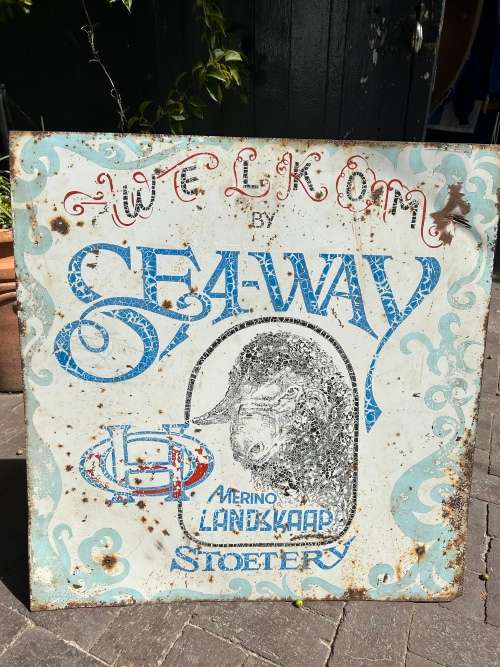 WELKOM
BY
SEA-WAY
MERINO
LANDSKAAP
STOETERY